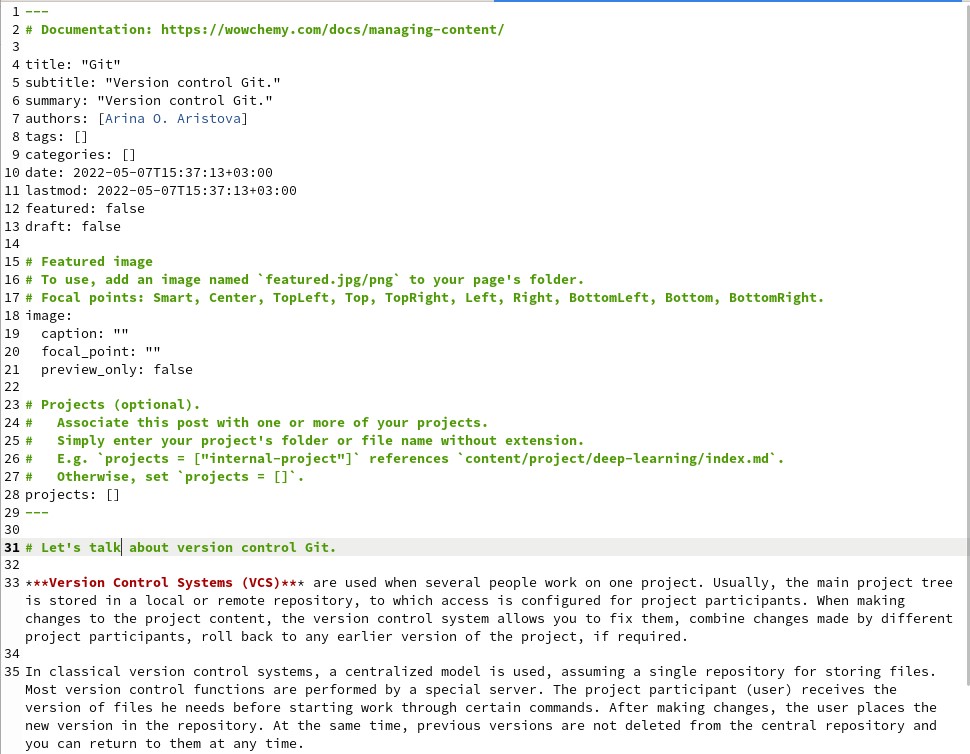 1 ---
2 # Documentation: https://wowchemy.com/docs/managing-content/
3
4 title: "Git"
5 subtitle: "Version control Git."
6 summary: "Version control Git."
7 authors: [Arina O. Aristova]
8 tags: []
9 categories: []
10 date: 2022-05-07T15:37:13+03:00
11 lastmod: 2022-05-07T15:37:13+03:00
12 featured: false
13 draft: false
14
15 # Featured image
16 # To use, add an image named `featured.jpg/png` to your page's folder.
17 # Focal points: Smart, Center, TopLeft, Top, TopRight, Left, Right, BottomLeft, Bottom, BottomRight.
18 image:
19   caption: ""
20   focal_point: ""
21   preview_only: false
22
23 # Projects (optional).
24 #   Associate this post with one or more of your projects.
25 #   Simply enter your project's folder or file name without extension.
26 #   E.g. `projects = ["internal-project"]` references `content/project/deep-learning/index.md`.
27 #   Otherwise, set `projects = []`.
28 projects: []
29 ---
30
31 # Let's talk about version control Git.
32
33 ***Version Control Systems (VCS)*** are used when several people work on one project. Usually, the main project tree
is stored in a local or remote repository, to which access is configured for project participants. When making
changes to the project content, the version control system allows you to fix them, combine changes made by different
project participants, roll back to any earlier version of the project, if required.
34
35 In classical version control systems, a centralized model is used, assuming a single repository for storing files.
Most version control functions are performed by a special server. The project participant (user) receives the
version of files he needs before starting work through certain commands. After making changes, the user places the
new version in the repository. At the same time, previous versions are not deleted from the central repository and
you can return to them at any time.